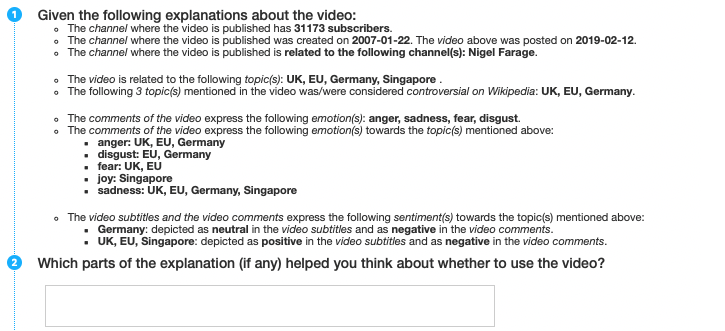 1 Given the following explanations about the video:
The channel where the video is published has 31173 subscribers.
The channel where the video is published was created on 2007-01-22. The video above was posted on 2019-02-12.
The channel where the video is published is related to the following channel(s): Nigel Farage.
The video is related to the following topic(s): UK, EU, Germany, Singapore .
The following 3 topic(s) mentioned in the video was/were considered controversial on Wikipedia: UK, EU, Germany.
The comments of the video express the following emotion(s): anger, sadness, fear, disgust.
The comments of the video express the following emotion(s) towards the topic(s) mentioned above:
anger: UK, EU, Germany
disgust: EU, Germany
fear: UK, EU
joy: Singapore
sadness: UK, EU, Germany, Singapore
The video subtitles and the video comments express the following sentiment(s) towards the topic(s) mentioned above:
Germany: depicted as neutral in the video subtitles and as negative in the video comments.
UK, EU, Singapore: depicted as positive in the video subtitles and as negative in the video comments.
2 Which parts of the explanation (if any) helped you think about whether to use the video?